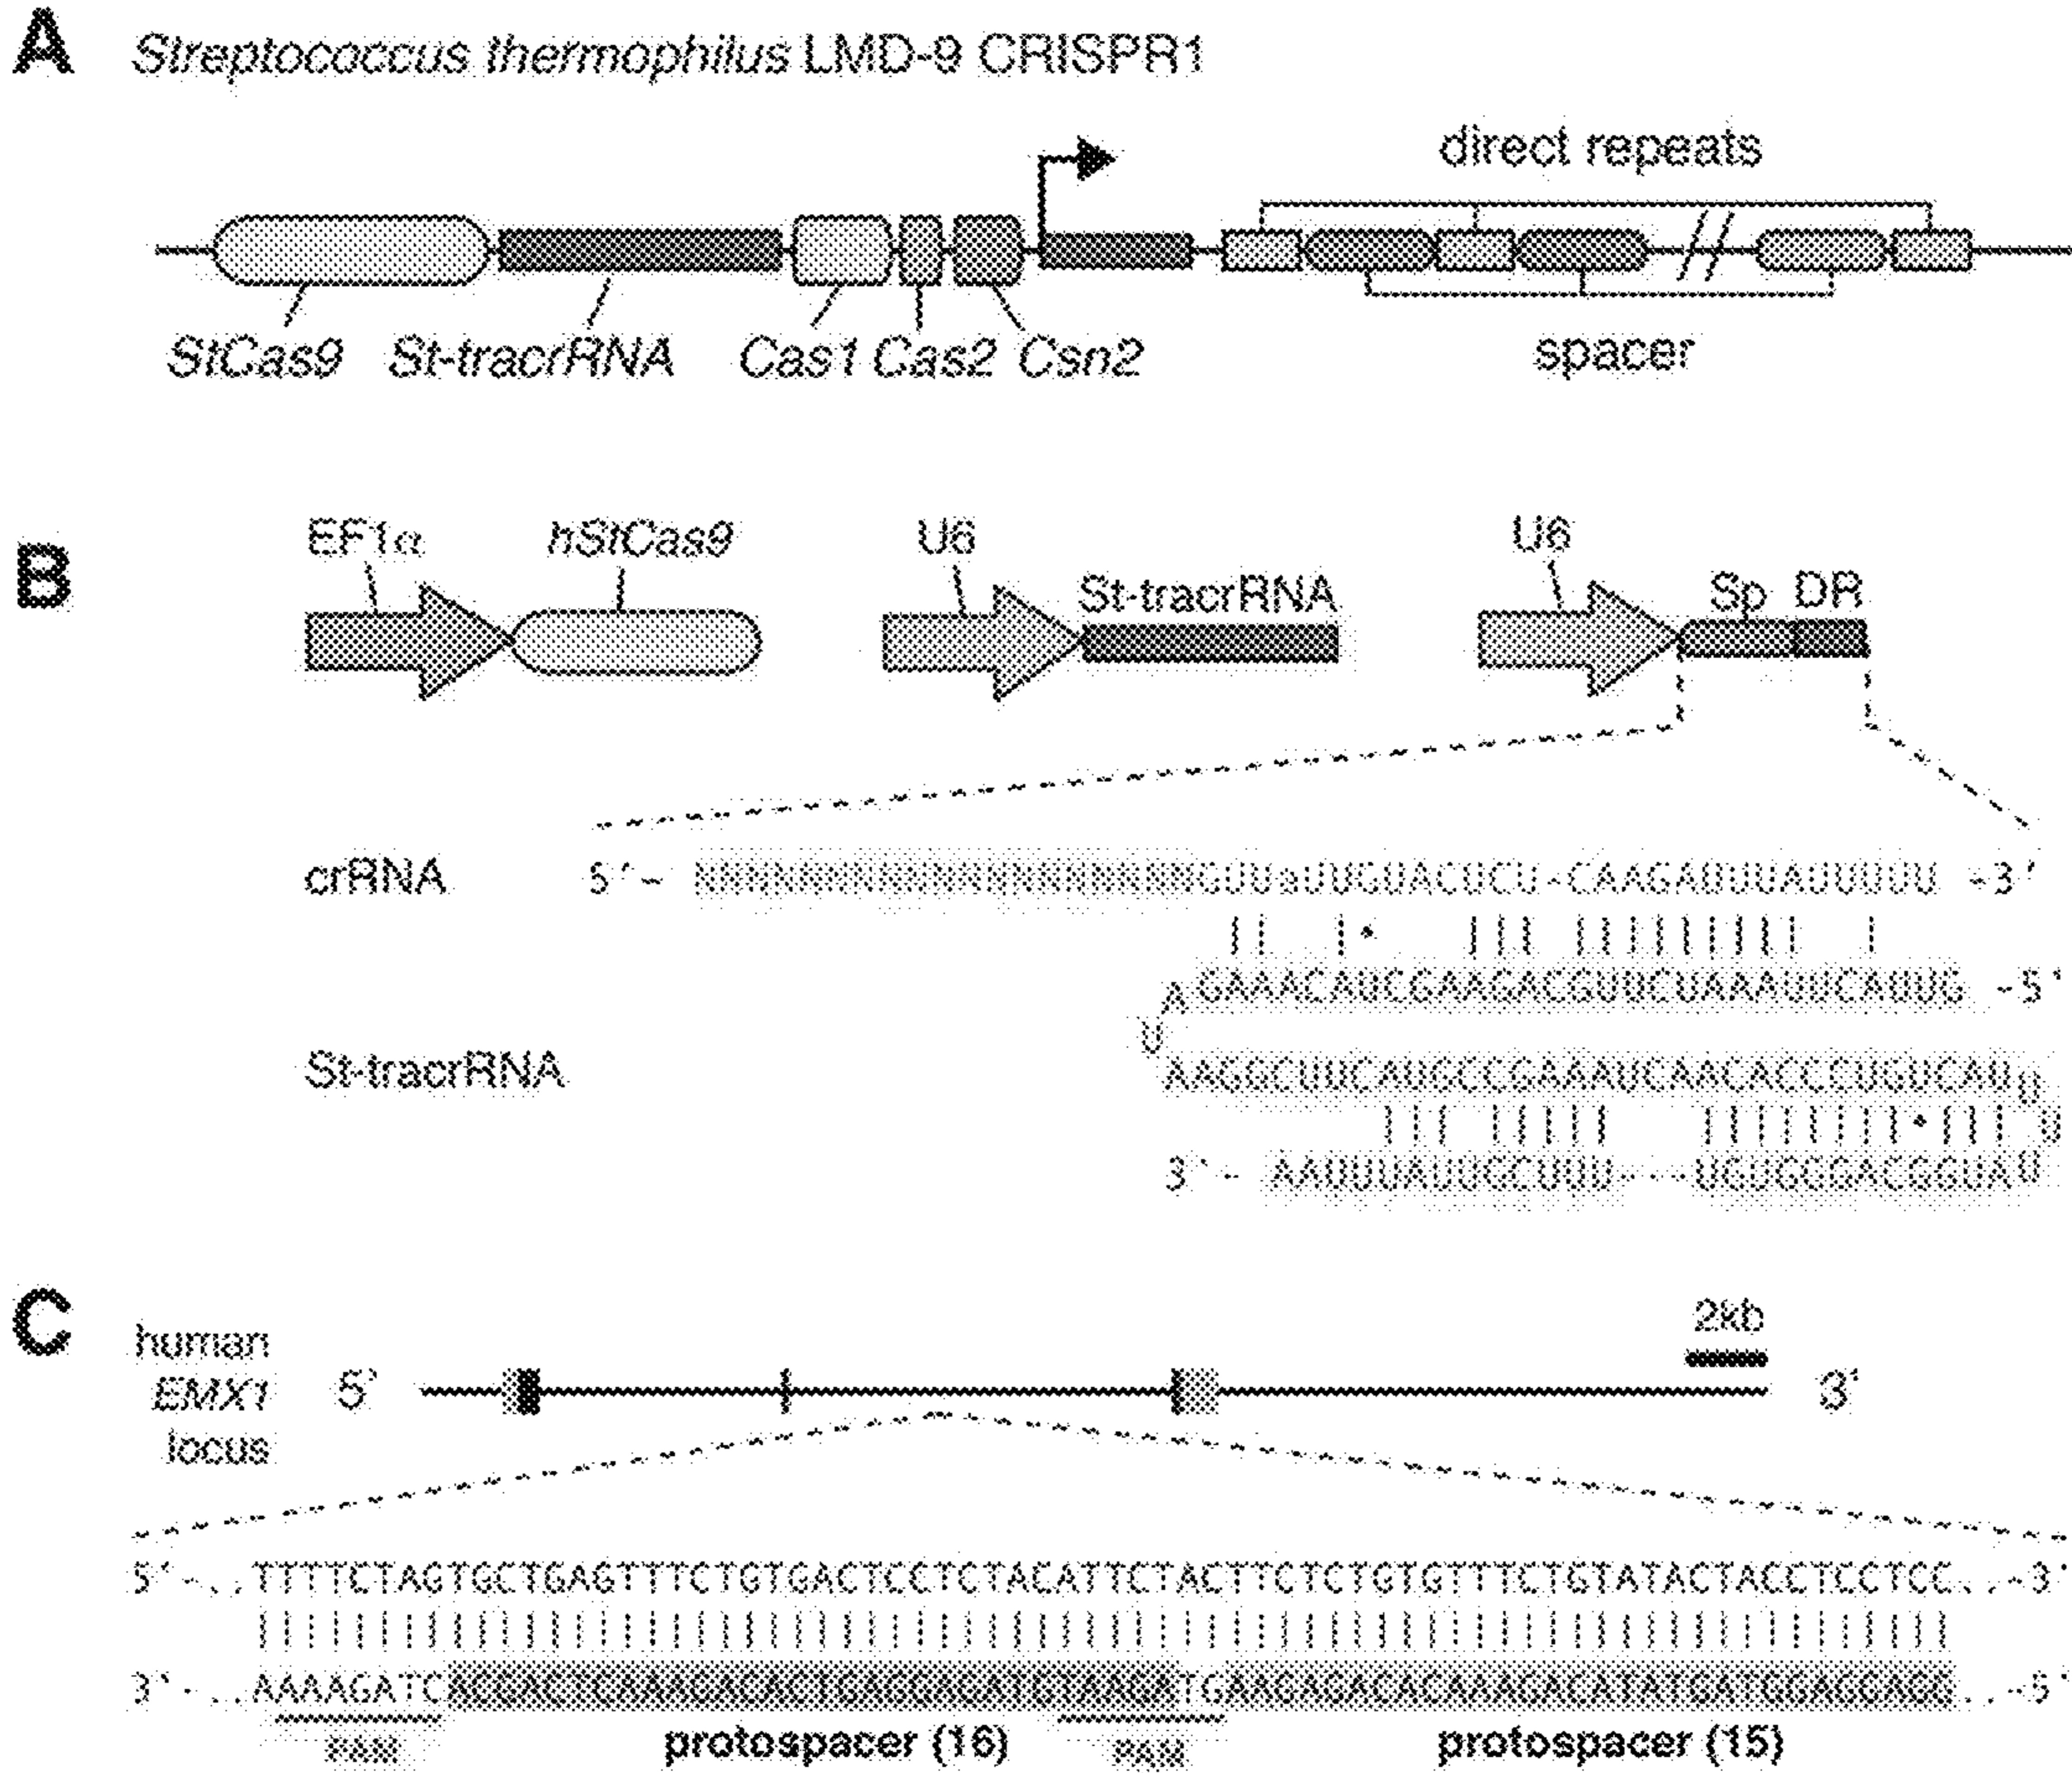 A
Streptococcus thermophilus LMD-9 CRISPR1
direct repeats
StCas9 St-tracrRNA Cas1 Cas2 Csn2 spacer
B
EF1α hStCas9 U6 St-tracrRNA U6 Sp DR
crRNA 5'- NNNNNNNNNNNNNNNNNNNGUUaUUGUACUCU-CAAGAUUUAUUUUU -3'
A GAAACAUCGAAGACGUUCUAAAUUCAUUG -5'
U
St-tracrRNA AAGGCUUCAUGCCGAAAUCAACACCCUGUCAU U
U
3'- AAUUUAUUGCUUU----UGUGGGACGGUA U
C
human
EMX1
locus
5' 3'
2kb
5'-..TTTTCTAGTGCTGAGTTTCTGTGACTCCTCTACATTCTACTTCTCTGTGTTTCTGTATACTACCTCCTCC..-3'
3'-..AAAAGATCACGACTCAAAGACACTGAGGAGATGTAAGATGAAGAGACACAAAGACATATGATGGAGGAGG..-5'
PAM protospacer (16) PAM protospacer (15)